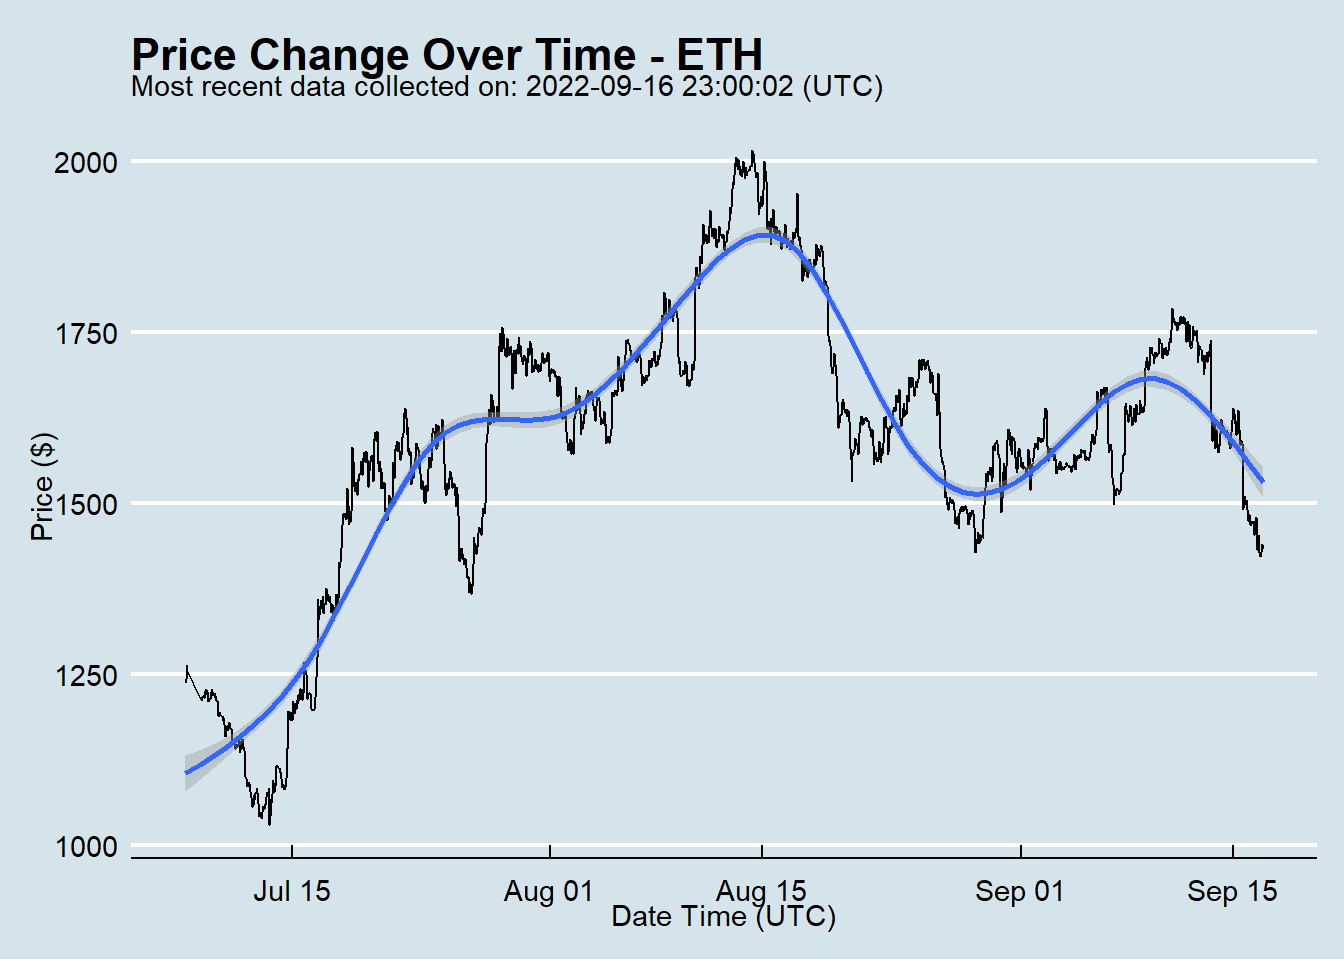 Price Change Over Time - ETH
Most recent data collected on: 2022-09-16 23:00:02 (UTC)
2000
1750
1500
1250
1000
Price ($)
Jul 15
Aug 01
Aug 15
Sep 01
Sep 15
Date Time (UTC)